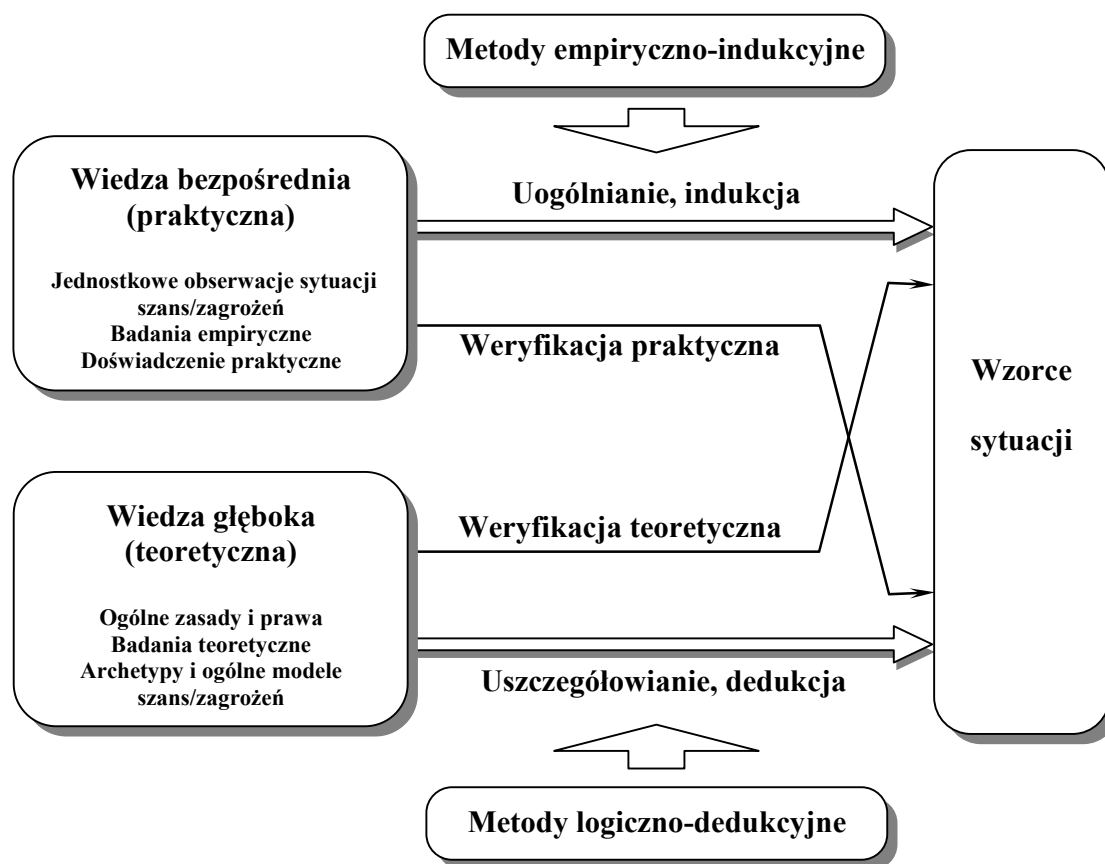 Metody empiryczno-indukcyjne
Wiedza bezpośrednia
(praktyczna)
Jednostkowe obserwacje sytuacji
szans/zagrożeń
Badania empiryczne
Doświadczenie praktyczne
Uogólnianie, indukcja
Weryfikacja praktyczna
Wzorce
sytuacji
Wiedza głęboka
(teoretyczna)
Ogólne zasady i prawa
Badania teoretyczne
Archetypy i ogólne modele
szans/zagrożeń
Weryfikacja teoretyczna
Uszczegółowianie, dedukcja
Metody logiczno-dedukcyjne